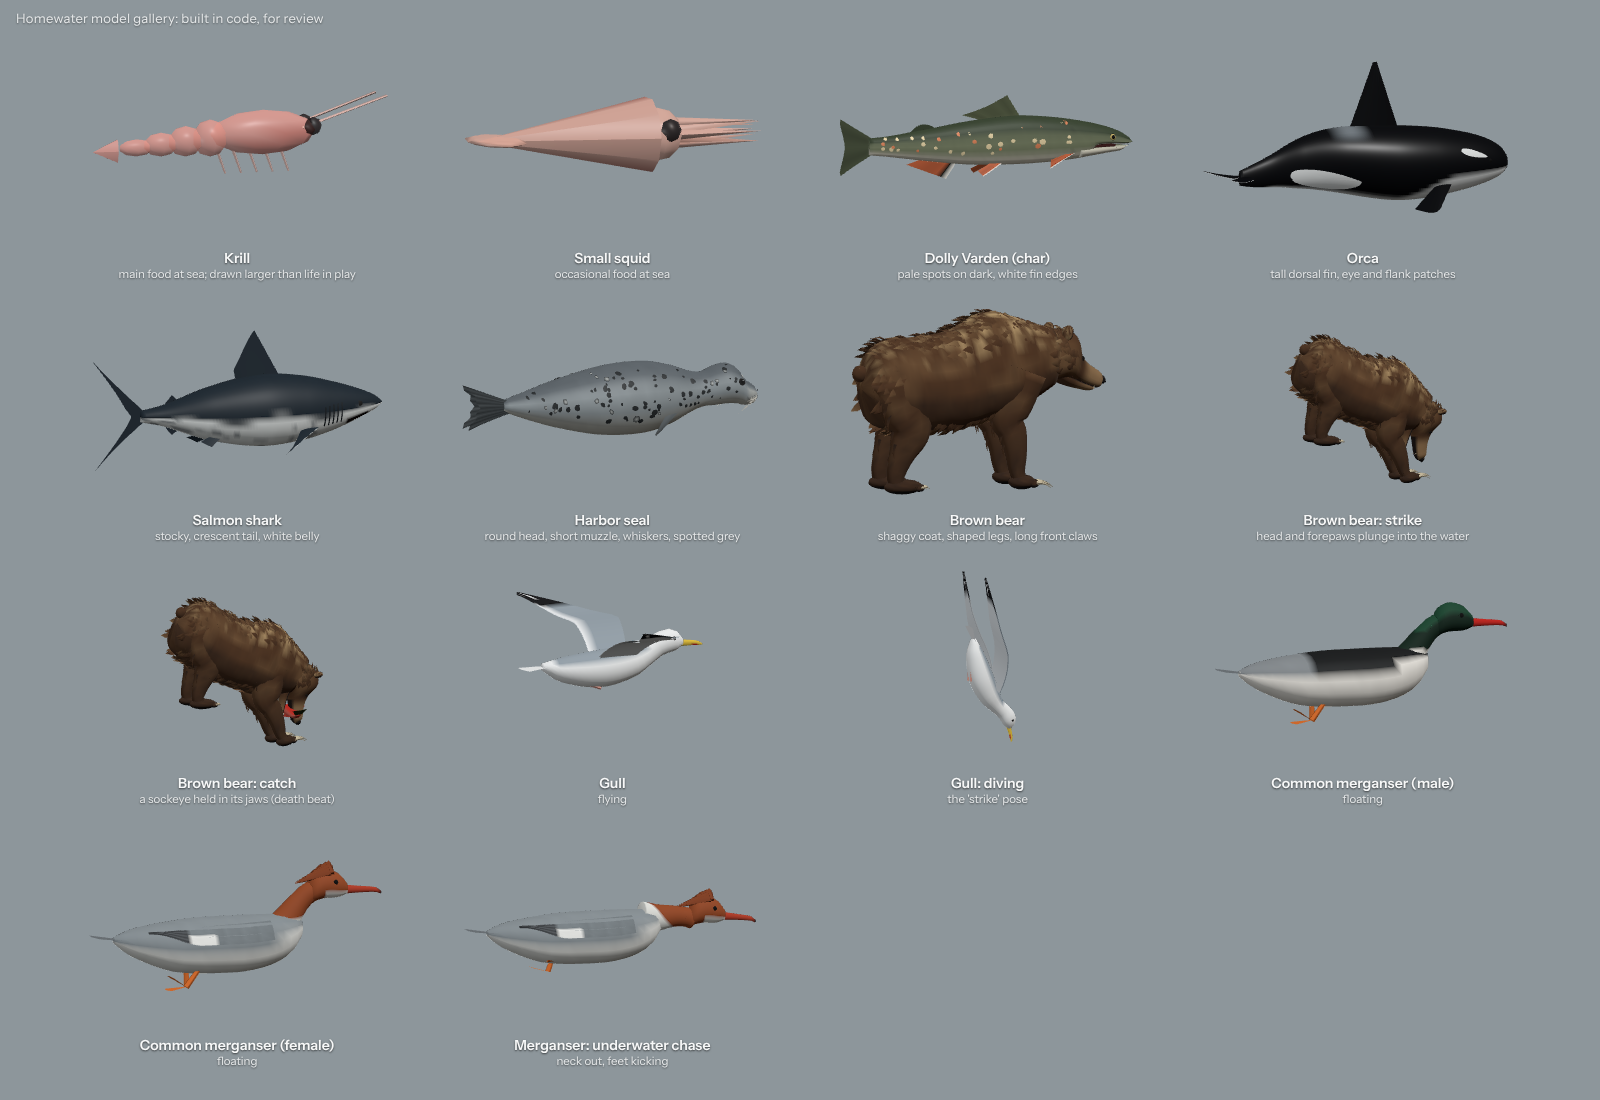 Homewater model gallery: built in code, for review
Krill
main food at sea; drawn larger than life in play
Small squid
occasional food at sea
Dolly Varden (char)
pale spots on dark, white fin edges
Orca
tall dorsal fin, eye and flank patches
Salmon shark
stocky, crescent tail, white belly
Harbor seal
round head, short muzzle, whiskers, spotted grey
Brown bear
shaggy coat, shaped legs, long front claws
Brown bear: strike
head and forepaws plunge into the water
Brown bear: catch
a sockeye held in its jaws (death beat)
Gull
flying
Gull: diving
the 'strike' pose
Common merganser (male)
floating
Common merganser (female)
floating
Merganser: underwater chase
neck out, feet kicking